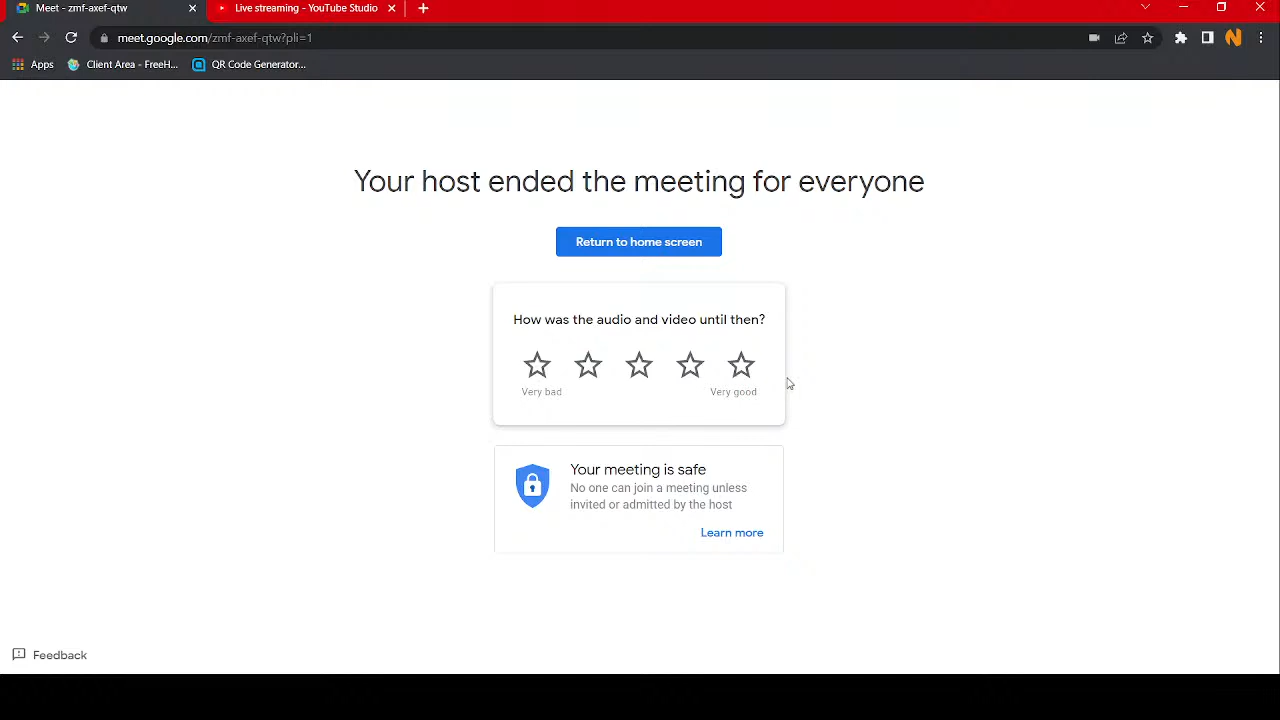 Meet - zmf-axef-qtw
Live streaming - YouTube Studio
meet.google.com/zmf-axef-qtw?pli=1
Apps
Client Area - FreeH...
QR Code Generator...
Your host ended the meeting for everyone
Return to home screen
How was the audio and video until then?
Very bad
Very good
Your meeting is safe
No one can join a meeting unless
invited or admitted by the host
Learn more
Feedback